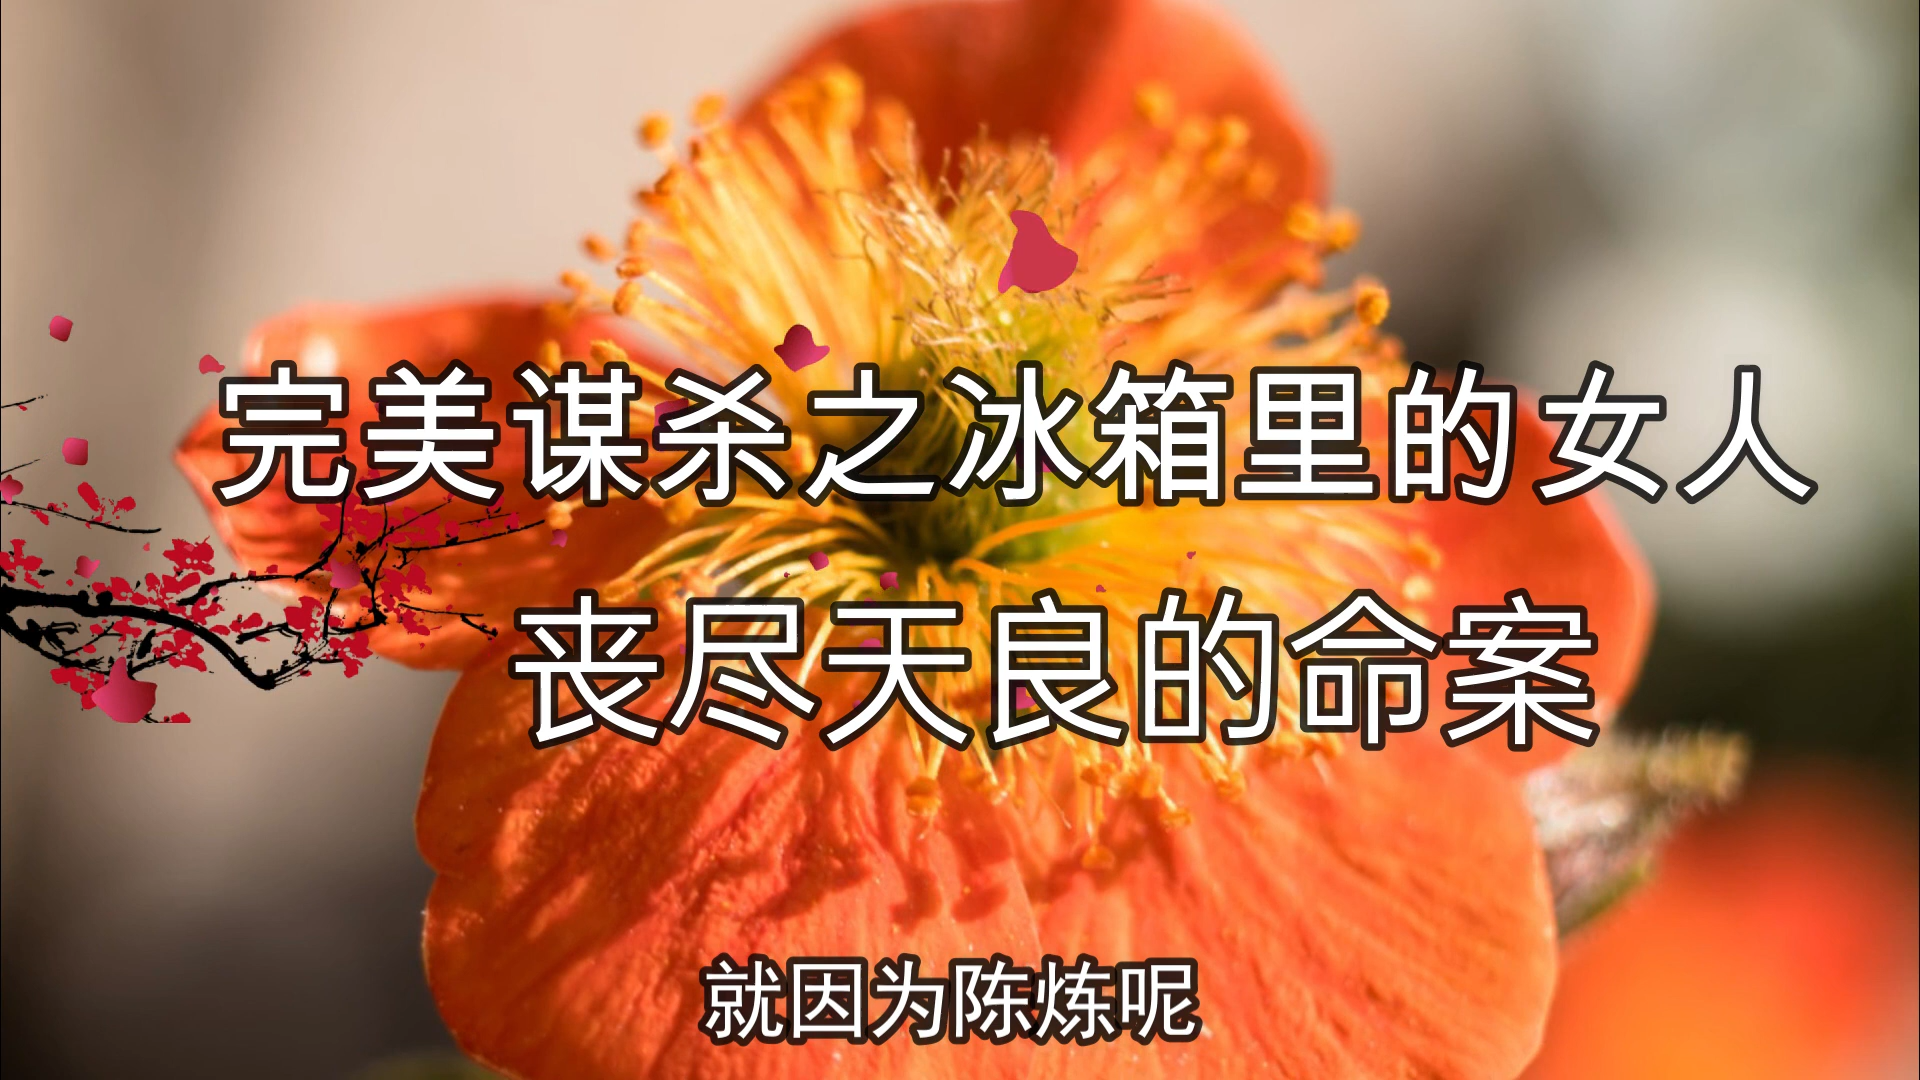 完美谋杀之冰箱里的女人
丧尽天良的命案
就因为陈炼呢